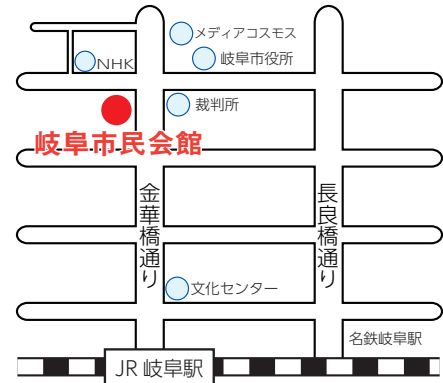 メディアコスモス
岐阜市役所
NHK
裁判所
岐阜市民会館
金華橋通り
長良橋通り
文化センター
名鉄岐阜駅
JR 岐阜駅